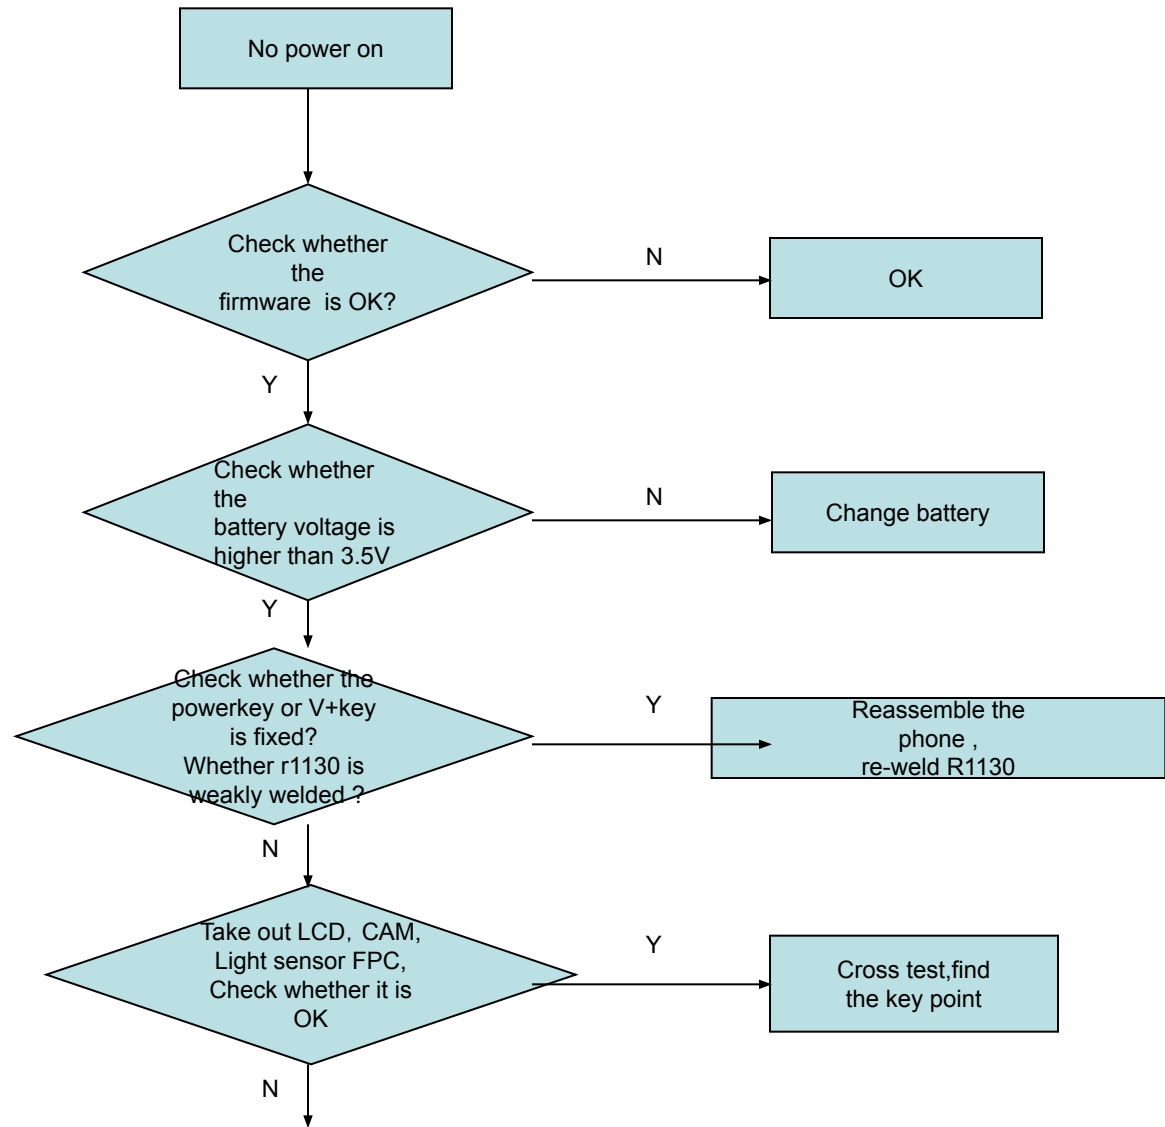 No power on
Check whether
the
firmware  is OK?
N
OK
Y
Check whether
the
battery voltage is
higher than 3.5V
N
Change battery
Y
Check whether the
powerkey or V+key
is fixed?
Whether r1130 is
weakly welded ?
Y
Reassemble the
phone ,
re-weld R1130
N
Take out LCD, CAM,
Light sensor FPC,
Check whether it is
OK
Y
Cross test,find
the key point
N